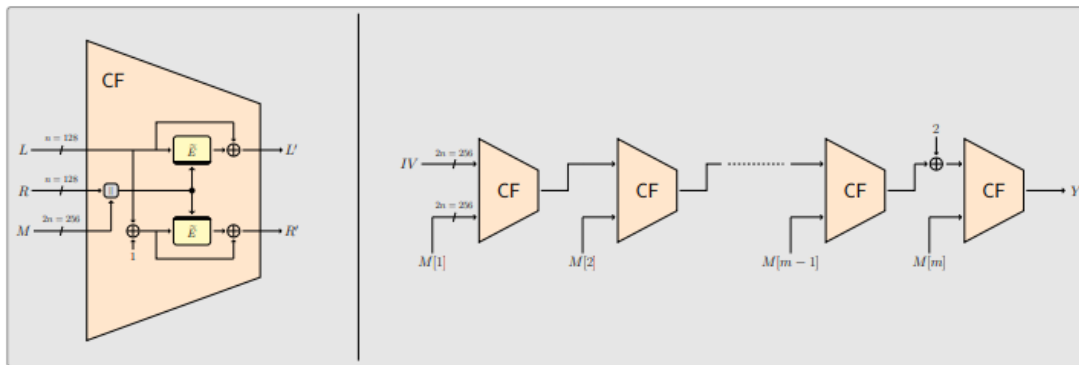 CF
n = 128
L
Ẽ
L'
n = 128
R
||
2n = 256
M
Ẽ
R'
1
2
2n = 256
IV
CF
CF
CF
CF
Y
2n = 256
M[1]
M[2]
M[m − 1]
M[m]